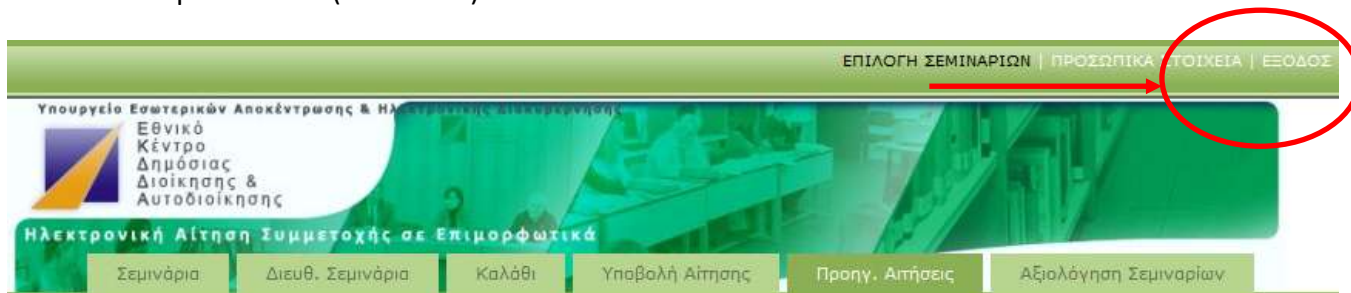 ΕΠΙΛΟΓΗ ΣΕΜΙΝΑΡΙΩΝ | ΠΡΟΣΩΠΙΚΑ ΣΤΟΙΧΕΙΑ | ΕΞΟΔΟΣ
Υπουργείο Εσωτερικών Αποκέντρωσης & Ηλεκτρονικής Διακυβέρνησης
Εθνικό
Κέντρο
Δημόσιας
Διοίκησης &
Αυτοδιοίκησης
Ηλεκτρονική Αίτηση Συμμετοχής σε Επιμορφωτικά
Σεμινάρια Διευθ. Σεμινάρια Καλάθι Υποβολή Αίτησης Προηγ. Αιτήσεις Αξιολόγηση Σεμιναρίων